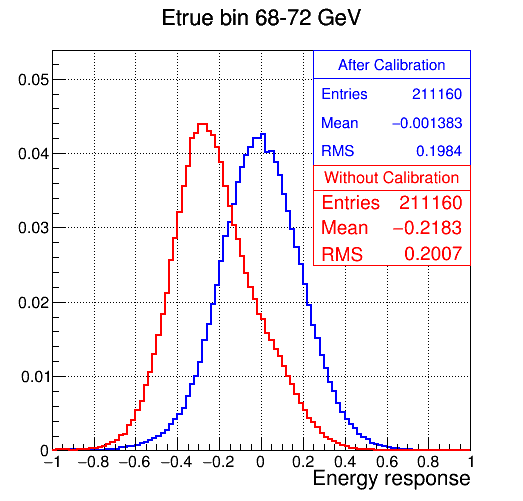 Etrue bin 68-72 GeV
After Calibration
Entries 211160
Mean −0.001383
RMS 0.1984
Without Calibration
Entries 211160
Mean −0.2183
RMS 0.2007
0.05
0.04
0.03
0.02
0.01
0
−1 −0.8 −0.6 −0.4 −0.2 0 0.2 0.4 0.6 0.8 1
Energy response